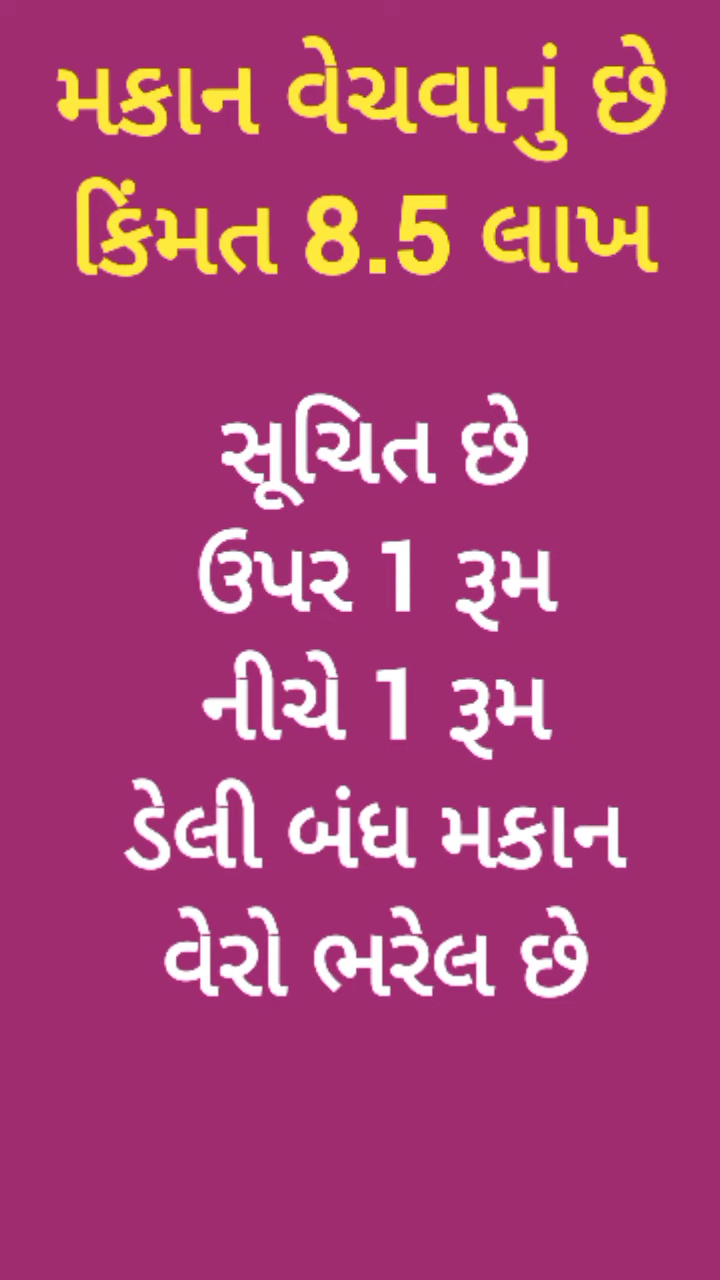 મકાન વેચવાનું છે
કિંમત 8.5 લાખ
સૂચિત છે
ઉપર 1 રૂમ
નીચે 1 રૂમ
ડેલી બંધ મકાન
વેરો ભરેલ છે